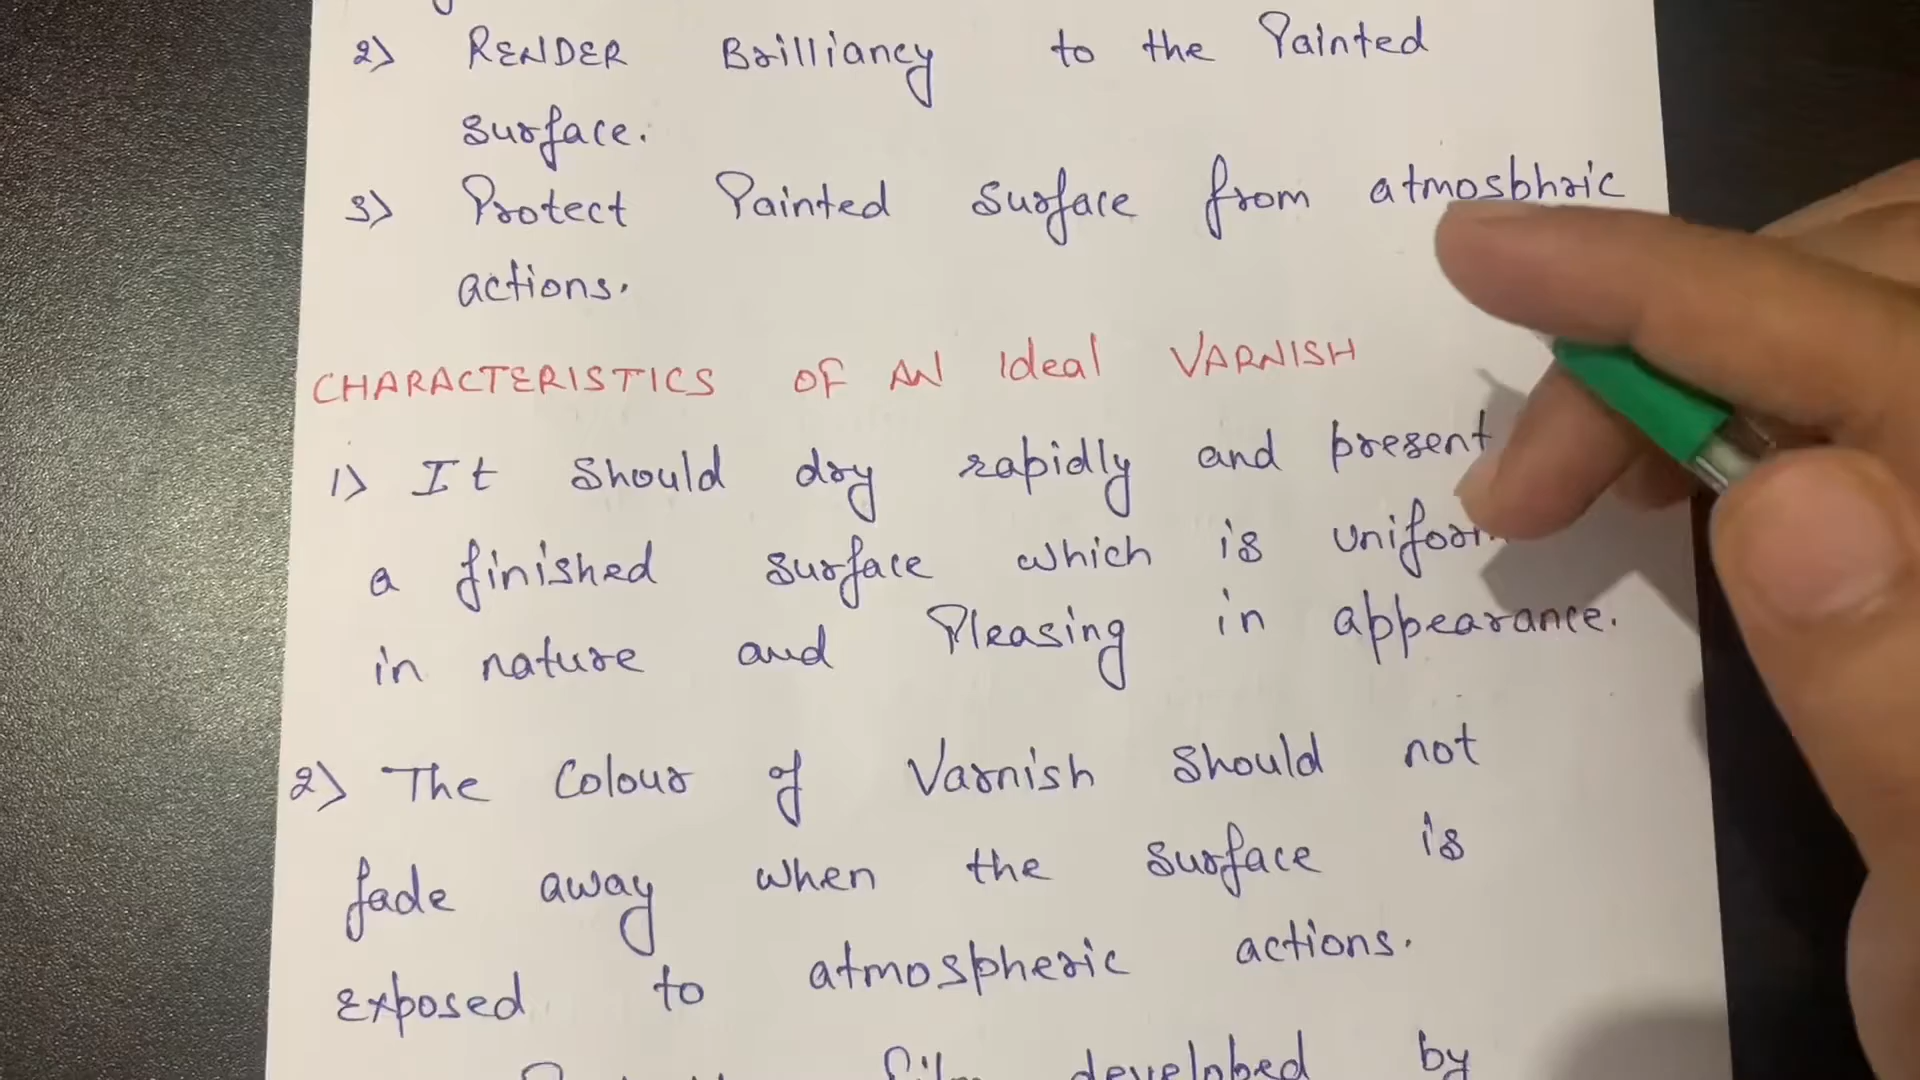 2) RENDER Brilliancy to the Painted
surface.
3) Protect Painted surface from atmosphric
actions.
CHARACTERISTICS OF AN Ideal VARNISH
1) It should dry rapidly and present
a finished surface which is uniform
in nature and Pleasing in appearance.
2) The Colour of Varnish should not
fade away when the surface is
exposed to atmospheric actions.
developed by